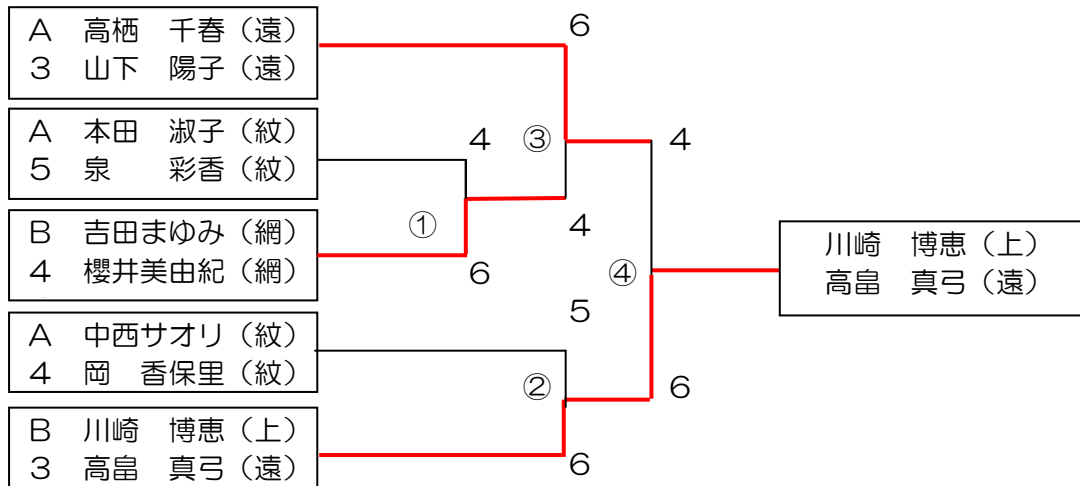 6
A 高栖 千春（遠）
3 山下 陽子（遠）
A 本田 淑子（紋）
5 泉 彩香（紋）
4
③
4
B 吉田まゆみ（網）
4 櫻井美由紀（網）
①
4
6
④
川崎 博恵（上）
高畠 真弓（遠）
5
A 中西サオリ（紋）
4 岡 香保里（紋）
②
6
B 川崎 博恵（上）
3 高畠 真弓（遠）
6